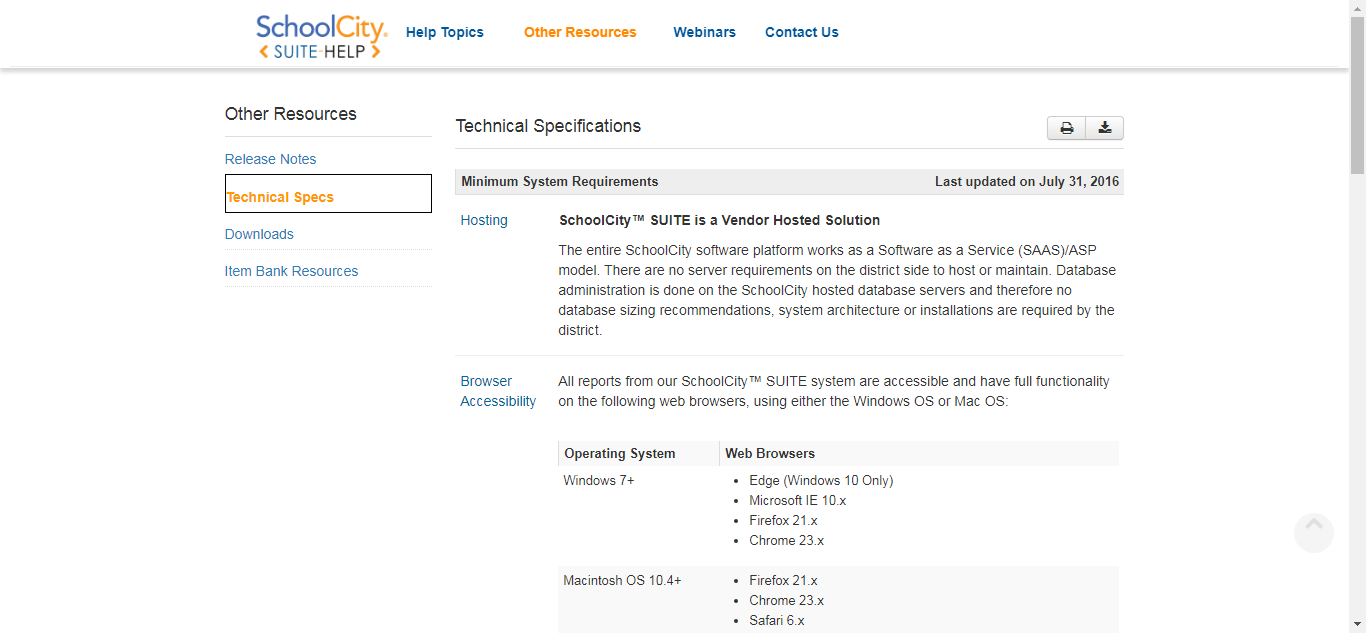 SchoolCity®
SUITE-HELP
Help Topics
Other Resources
Webinars
Contact Us
Other Resources
Release Notes
Technical Specs
Downloads
Item Bank Resources
Technical Specifications
Minimum System Requirements
Last updated on July 31, 2016
Hosting
SchoolCity™ SUITE is a Vendor Hosted Solution
The entire SchoolCity software platform works as a Software as a Service (SAAS)/ASP
model. There are no server requirements on the district side to host or maintain. Database
administration is done on the SchoolCity hosted database servers and therefore no
database sizing recommendations, system architecture or installations are required by the
district.
Browser
Accessibility
All reports from our SchoolCity™ SUITE system are accessible and have full functionality
on the following web browsers, using either the Windows OS or Mac OS:
Operating System
Web Browsers
Windows 7+
• Edge (Windows 10 Only)
• Microsoft IE 10.x
• Firefox 21.x
• Chrome 23.x
Macintosh OS 10.4+
• Firefox 21.x
• Chrome 23.x
• Safari 6.x